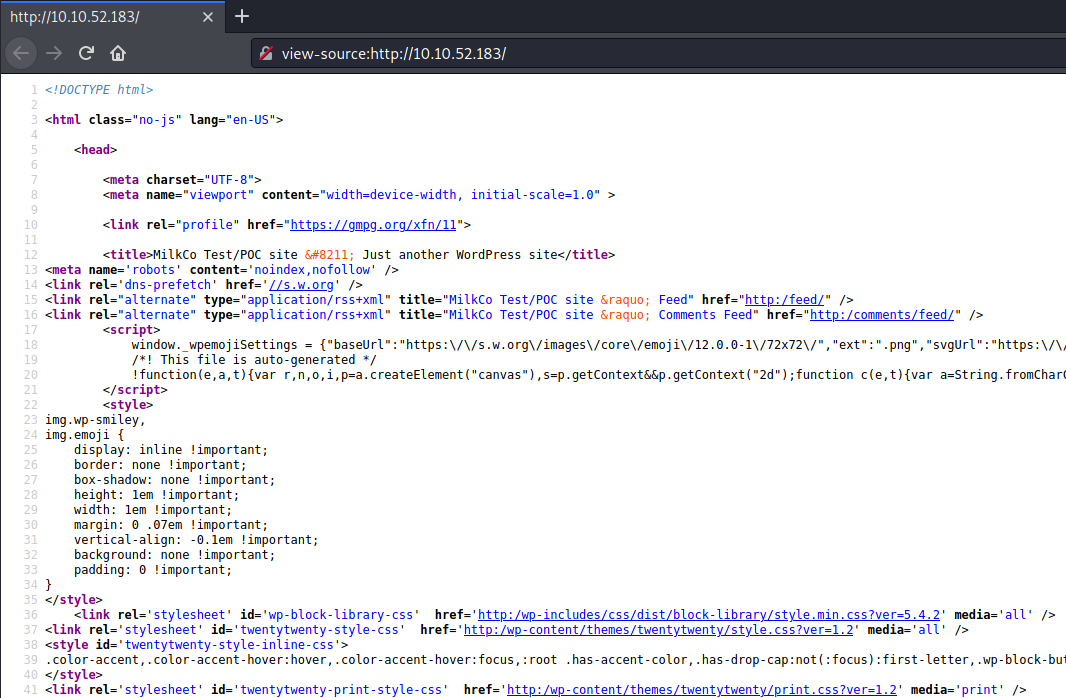 http://10.10.52.183/
view-source:http://10.10.52.183/
1 <!DOCTYPE html>
2
3 <html class="no-js" lang="en-US">
4
5 <head>
6
7 <meta charset="UTF-8">
8 <meta name="viewport" content="width=device-width, initial-scale=1.0" >
9
10 <link rel="profile" href="https://gmpg.org/xfn/11">
11
12 <title>MilkCo Test/POC site &#8211; Just another WordPress site</title>
13 <meta name='robots' content='noindex,nofollow' />
14 <link rel='dns-prefetch' href='//s.w.org' />
15 <link rel="alternate" type="application/rss+xml" title="MilkCo Test/POC site &raquo; Feed" href="http:/feed/" />
16 <link rel="alternate" type="application/rss+xml" title="MilkCo Test/POC site &raquo; Comments Feed" href="http:/comments/feed/" />
17 <script>
18 window._wpemojiSettings = {"baseUrl":"https:\/\/s.w.org\/images\/core\/emoji\/12.0.0-1\/72x72\/","ext":".png","svgUrl":"https:\/\/
19 /*! This file is auto-generated */
20 !function(e,a,t){var r,n,o,i,p=a.createElement("canvas"),s=p.getContext&&p.getContext("2d");function c(e,t){var a=String.fromCharC
21 </script>
22 <style>
23 img.wp-smiley,
24 img.emoji {
25 display: inline !important;
26 border: none !important;
27 box-shadow: none !important;
28 height: 1em !important;
29 width: 1em !important;
30 margin: 0 .07em !important;
31 vertical-align: -0.1em !important;
32 background: none !important;
33 padding: 0 !important;
34 }
35 </style>
36 <link rel='stylesheet' id='wp-block-library-css'  href='http:/wp-includes/css/dist/block-library/style.min.css?ver=5.4.2' media='all' />
37 <link rel='stylesheet' id='twentytwenty-style-css'  href='http:/wp-content/themes/twentytwenty/style.css?ver=1.2' media='all' />
38 <style id='twentytwenty-style-inline-css'>
39 .color-accent,.color-accent-hover:hover,.color-accent-hover:focus,:root .has-accent-color,.has-drop-cap:not(:focus):first-letter,.wp-block-but
40 </style>
41 <link rel='stylesheet' id='twentytwenty-print-style-css'  href='http:/wp-content/themes/twentytwenty/print.css?ver=1.2' media='print' />